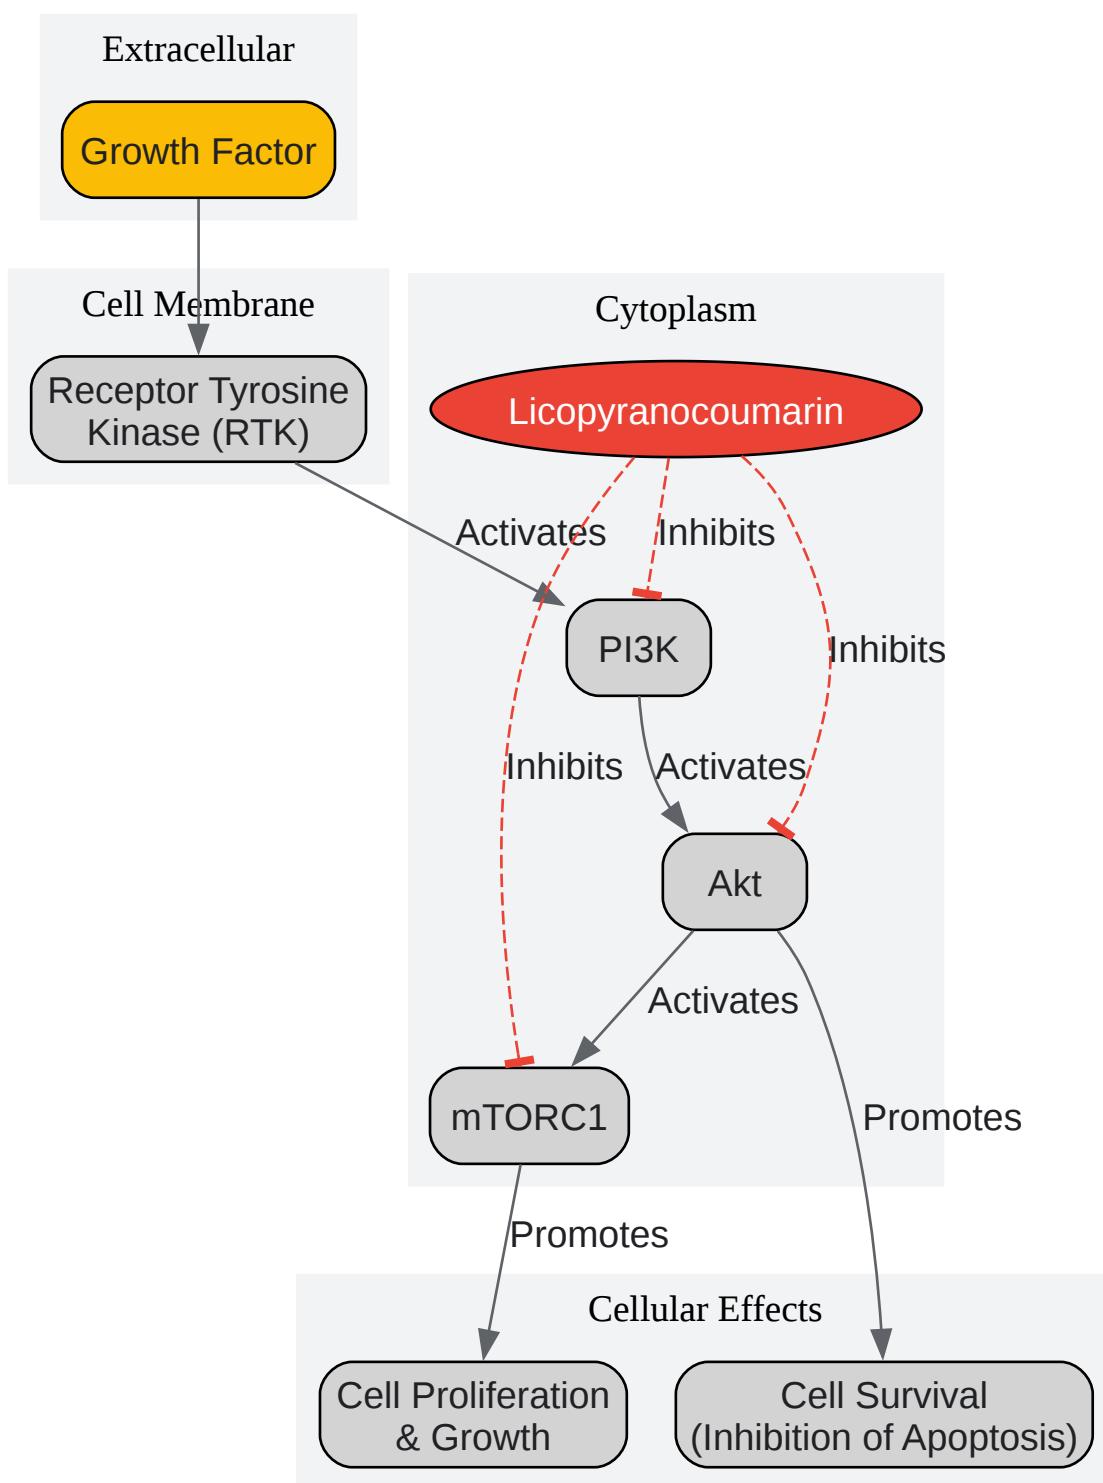 Extracellular
Growth Factor
Cell Membrane
Receptor Tyrosine
Kinase (RTK)
Cytoplasm
Licopyranocoumarin
Activates
Inhibits
PI3K
Inhibits
Inhibits
Activates
Akt
Activates
mTORC1
Promotes
Promotes
Cellular Effects
Cell Proliferation
& Growth
Cell Survival
(Inhibition of Apoptosis)